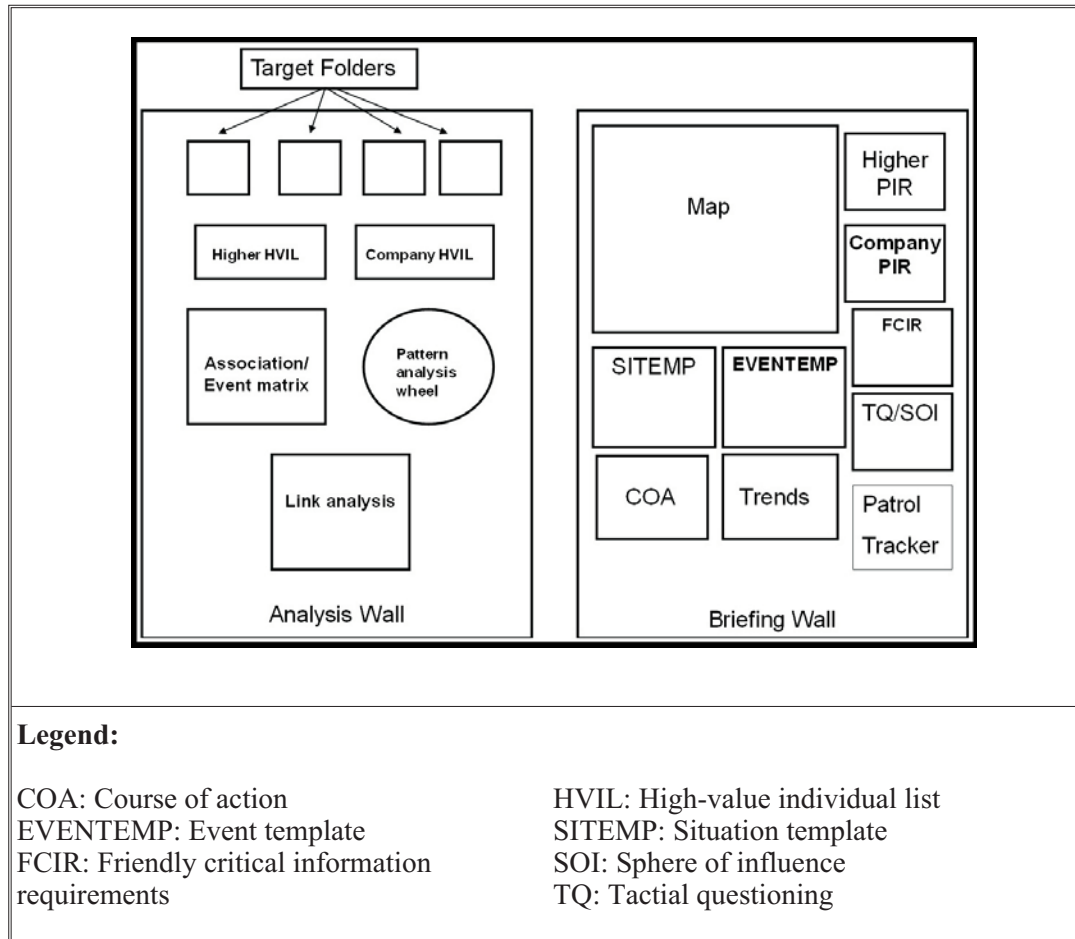 Target Folders
Higher HVIL
Company HVIL
Association/
Event matrix
Pattern
analysis
wheel
Link analysis
Analysis Wall
Map
Higher
PIR
Company
PIR
FCIR
SITEMP
EVENTEMP
TQ/SOI
COA
Trends
Patrol
Tracker
Briefing Wall
Legend:
COA: Course of action
EVENTEMP: Event template
FCIR: Friendly critical information
requirements
HVIL: High-value individual list
SITEMP: Situation template
SOI: Sphere of influence
TQ: Tactial questioning